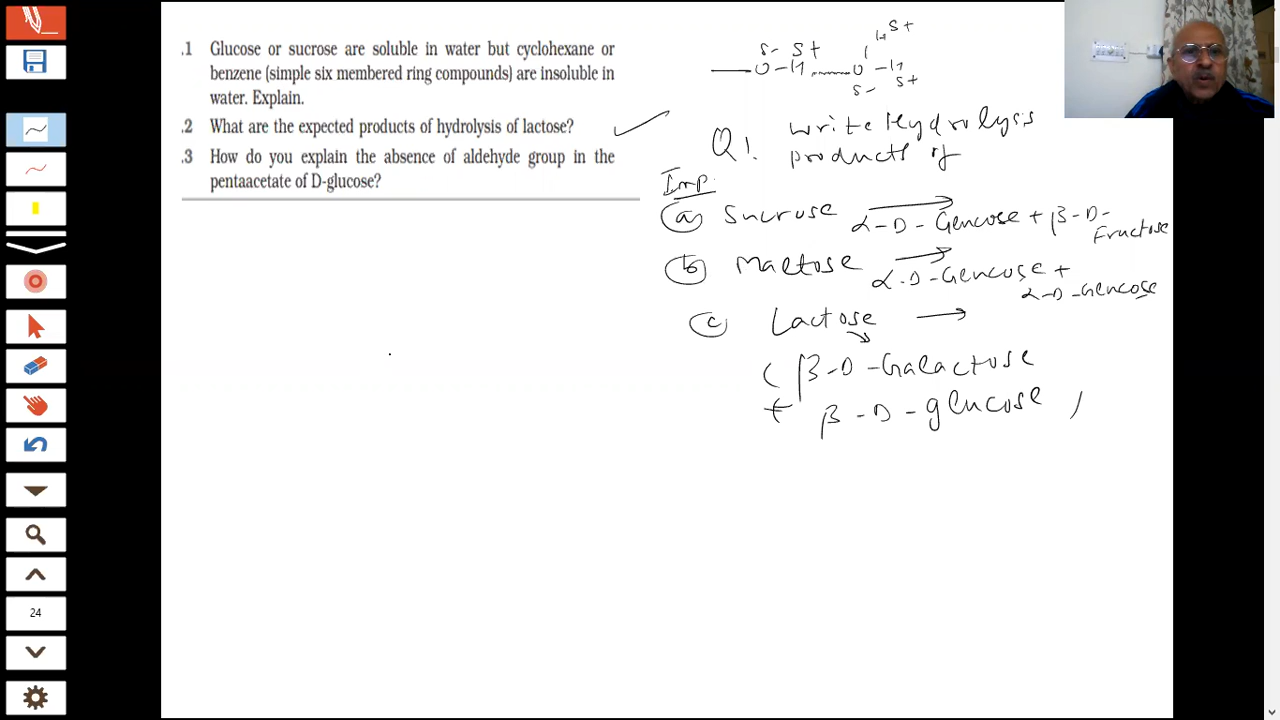 .1 Glucose or sucrose are soluble in water but cyclohexane or
benzene (simple six membered ring compounds) are insoluble in
water. Explain.
.2 What are the expected products of hydrolysis of lactose?
.3 How do you explain the absence of aldehyde group in the
pentaacetate of D-glucose?
δ- δ+ H δ+
O-H O-H
δ- δ+
Q1. write Hydrolysis
products of
Imp.
(a) Sucrose → α-D-Glucose + β-D-
Fructose
(b) Maltose → α-D-Glucose +
α-D-Glucose
(c) Lactose →
( β-D-Galactose
+ β-D-glucose )
24